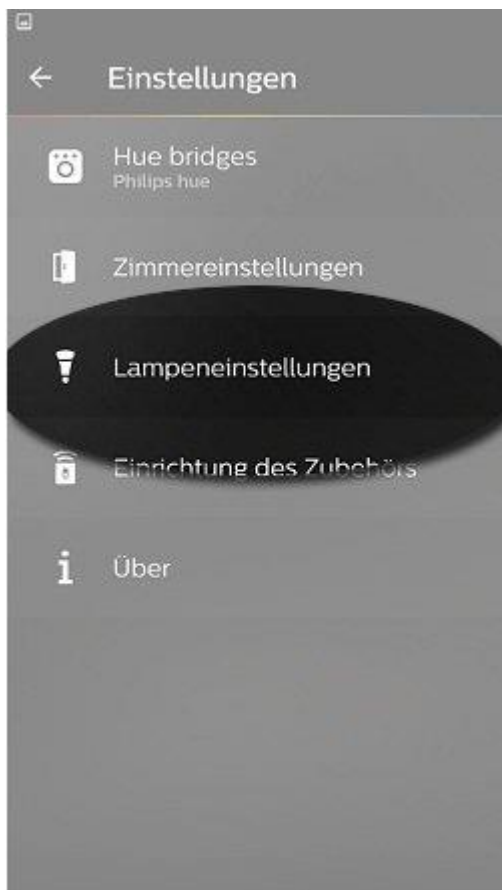 Einstellungen
Hue bridges
Philips hue
Zimmereinstellungen
Lampeneinstellungen
Einrichtung des Zubehörs
Über